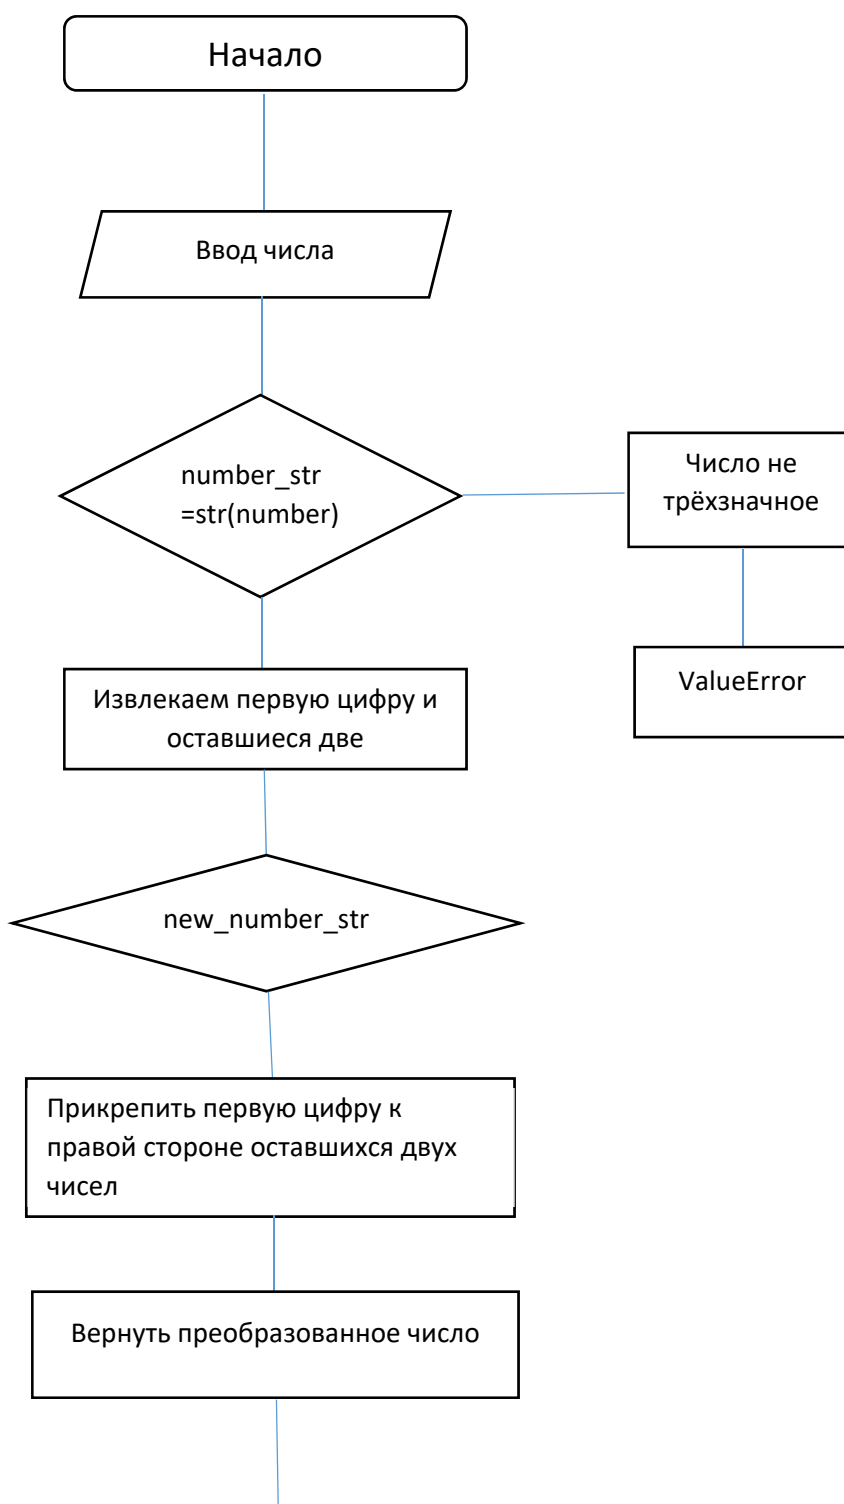 Начало
Ввод числа
number_str
=str(number)
Число не
трёхзначное
ValueError
Извлекаем первую цифру и
оставшиеся две
new_number_str
Прикрепить первую цифру к
правой стороне оставшихся двух
чисел
Вернуть преобразованное число